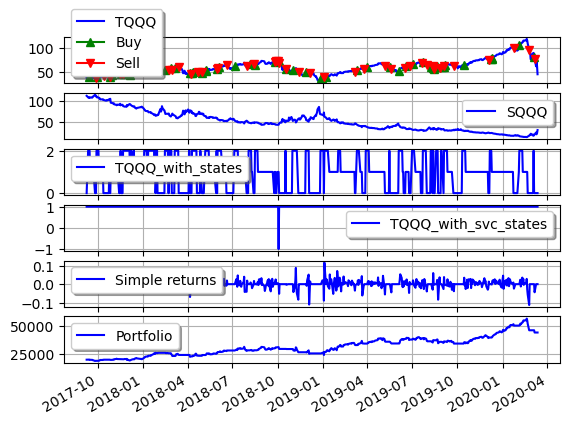 TQQQ
Buy
Sell
100
50
SQQQ
100
50
TQQQ_with_states
2
0
TQQQ_with_svc_states
1
0
−1
Simple returns
0.1
0.0
−0.1
Portfolio
50000
25000
2017-10 2018-01 2018-04 2018-07 2018-10 2019-01 2019-04 2019-07 2019-10 2020-01 2020-04